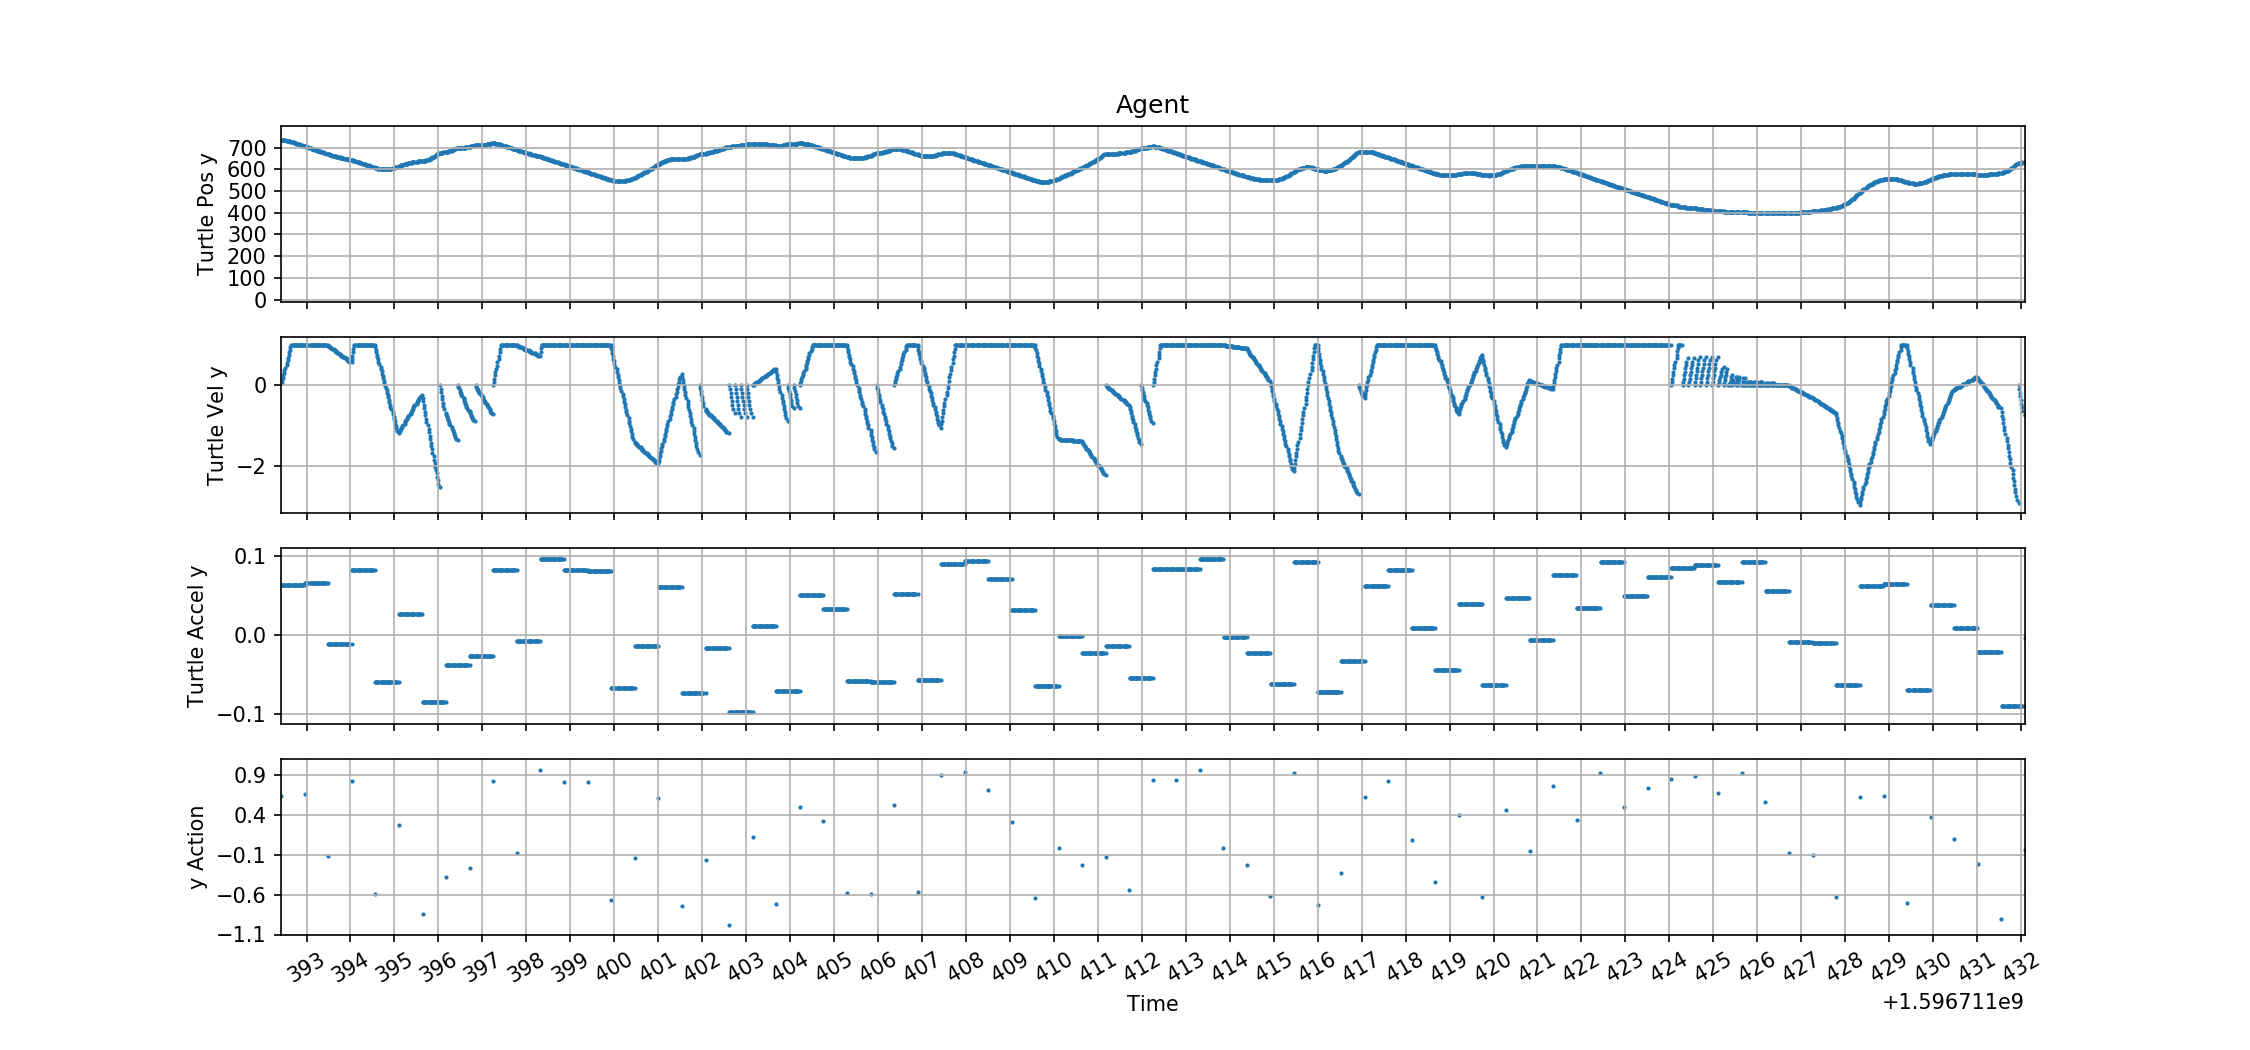 Agent
Turtle Pos y
700
600
500
400
300
200
100
0
Turtle Vel y
0
−2
Turtle Accel y
0.1
0.0
−0.1
y Action
0.9
0.4
−0.1
−0.6
−1.1
393 394 395 396 397 398 399 400 401 402 403 404 405 406 407 408 409 410 411 412 413 414 415 416 417 418 419 420 421 422 423 424 425 426 427 428 429 430 431 432
Time
+1.596711e9